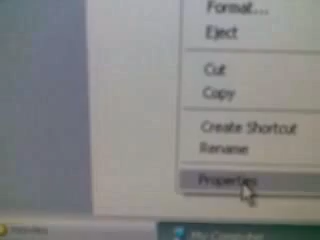 Format...
Eject
Cut
Copy
Create Shortcut
Rename
Properties
My Computer